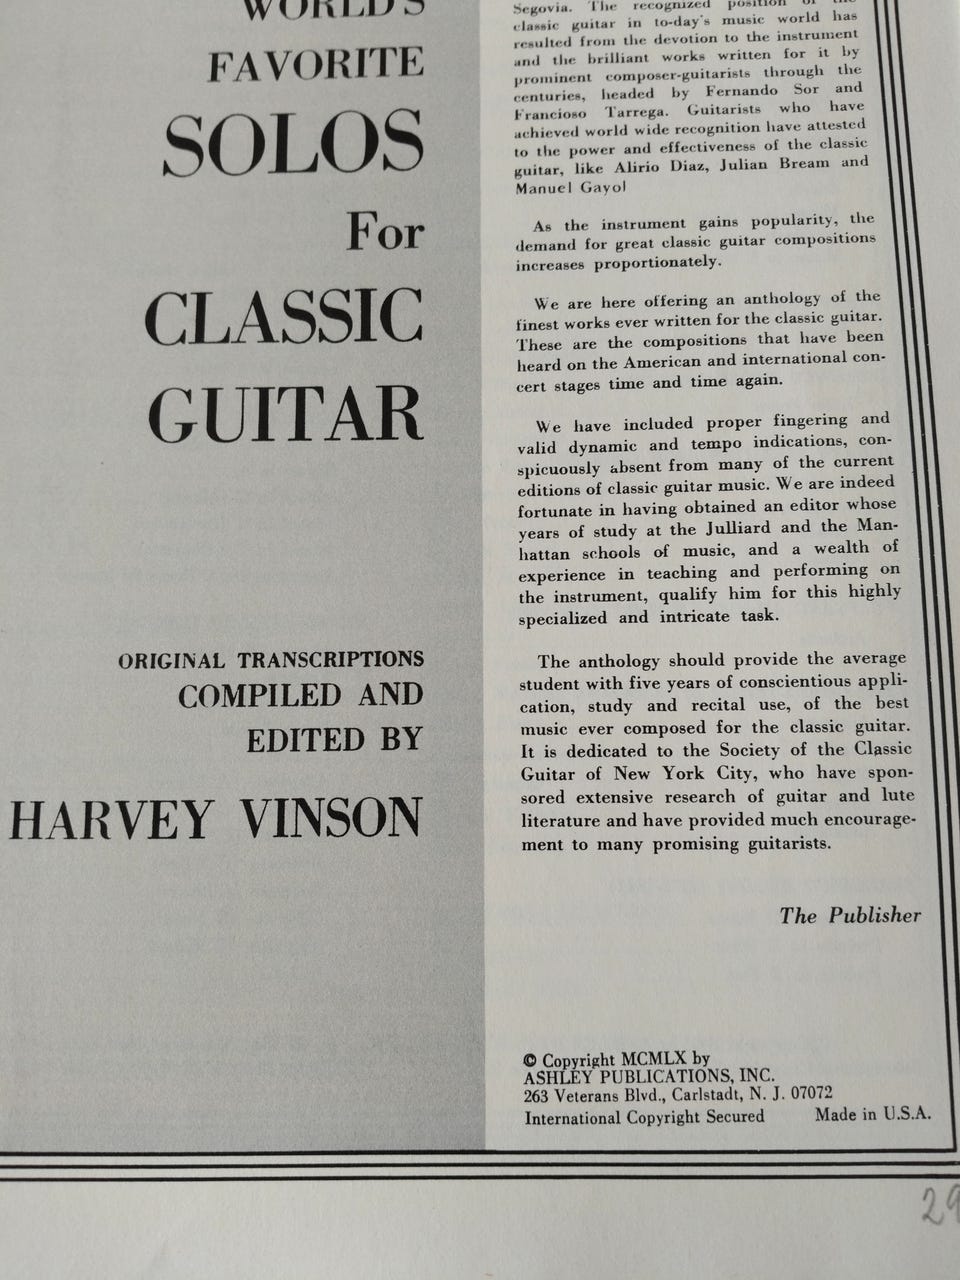 WORLD'S
FAVORITE
SOLOS
For
CLASSIC
GUITAR
ORIGINAL TRANSCRIPTIONS
COMPILED AND
EDITED BY
HARVEY VINSON
Segovia. The recognized position of the
classic guitar in to-day's music world has
resulted from the devotion to the instrument
and the brilliant works written for it by
prominent composer-guitarists through the
centuries, headed by Fernando Sor and
Francioso Tarrega. Guitarists who have
achieved world wide recognition have attested
to the power and effectiveness of the classic
guitar, like Alirio Diaz, Julian Bream and
Manuel Gayol
As the instrument gains popularity, the
demand for great classic guitar compositions
increases proportionately.
We are here offering an anthology of the
finest works ever written for the classic guitar.
These are the compositions that have been
heard on the American and international con-
cert stages time and time again.
We have included proper fingering and
valid dynamic and tempo indications, con-
spicuously absent from many of the current
editions of classic guitar music. We are indeed
fortunate in having obtained an editor whose
years of study at the Julliard and the Man-
hattan schools of music, and a wealth of
experience in teaching and performing on
the instrument, qualify him for this highly
specialized and intricate task.
The anthology should provide the average
student with five years of conscientious appli-
cation, study and recital use, of the best
music ever composed for the classic guitar.
It is dedicated to the Society of the Classic
Guitar of New York City, who have spon-
sored extensive research of guitar and lute
literature and have provided much encourage-
ment to many promising guitarists.
The Publisher
© Copyright MCMLX by
ASHLEY PUBLICATIONS, INC.
263 Veterans Blvd., Carlstadt, N. J. 07072
International Copyright Secured Made in U.S.A.
29